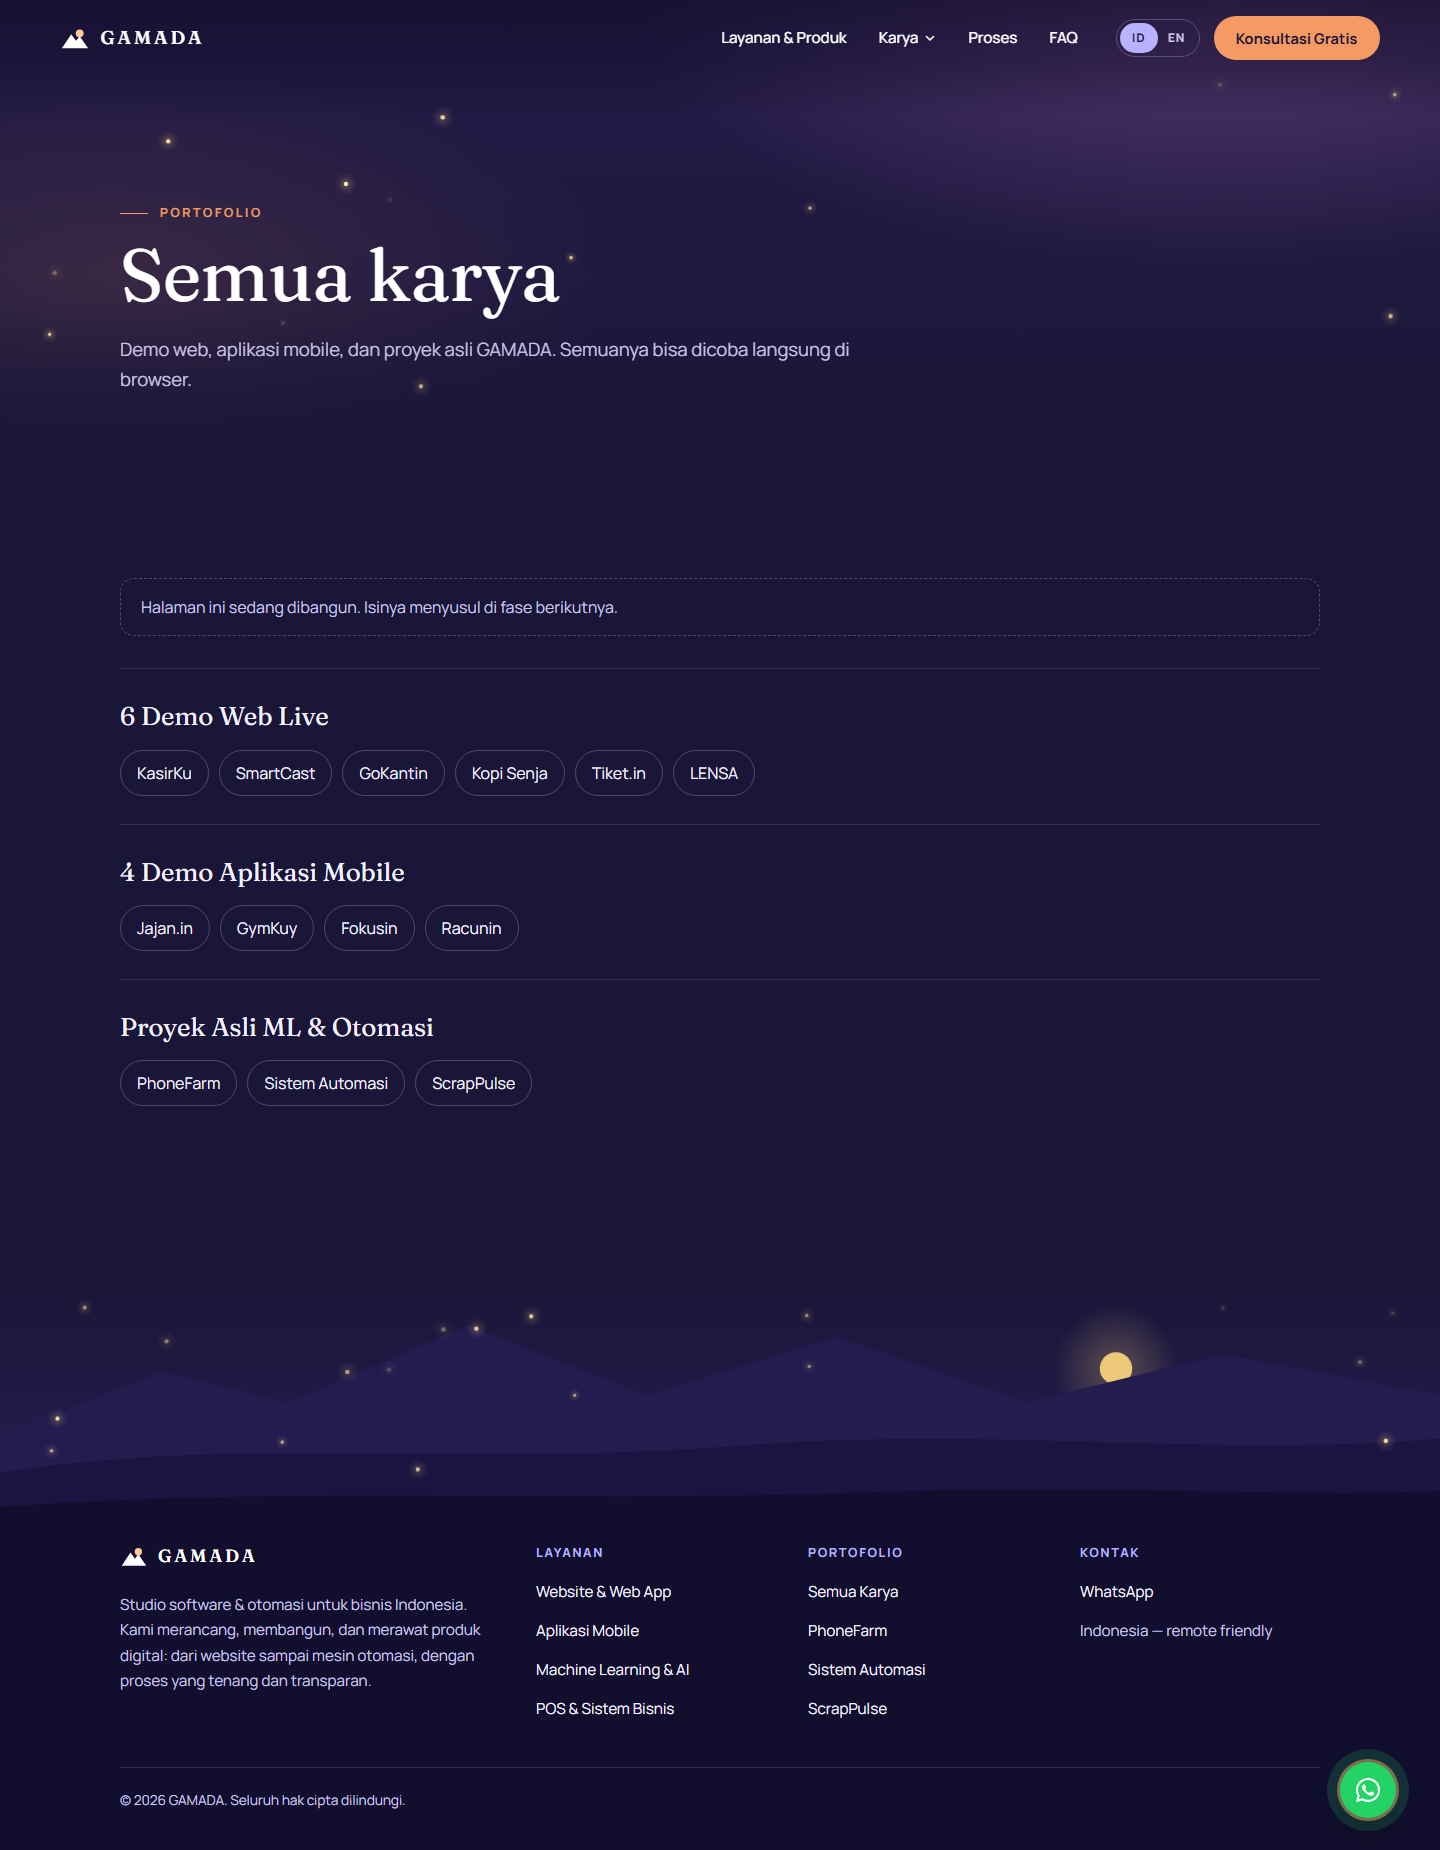 GAMADA
Layanan & Produk
Karya
Proses
FAQ
ID
EN
Konsultasi Gratis
PORTOFOLIO
Semua karya
Demo web, aplikasi mobile, dan proyek asli GAMADA. Semuanya bisa dicoba langsung di
browser.
Halaman ini sedang dibangun. Isinya menyusul di fase berikutnya.
6 Demo Web Live
KasirKu
SmartCast
GoKantin
Kopi Senja
Tiket.in
LENSA
4 Demo Aplikasi Mobile
Jajan.in
GymKuy
Fokusin
Racunin
Proyek Asli ML & Otomasi
PhoneFarm
Sistem Automasi
ScrapPulse
GAMADA
Studio software & otomasi untuk bisnis Indonesia.
Kami merancang, membangun, dan merawat produk
digital: dari website sampai mesin otomasi, dengan
proses yang tenang dan transparan.
LAYANAN
Website & Web App
Aplikasi Mobile
Machine Learning & AI
POS & Sistem Bisnis
PORTOFOLIO
Semua Karya
PhoneFarm
Sistem Automasi
ScrapPulse
KONTAK
WhatsApp
Indonesia — remote friendly
© 2026 GAMADA. Seluruh hak cipta dilindungi.